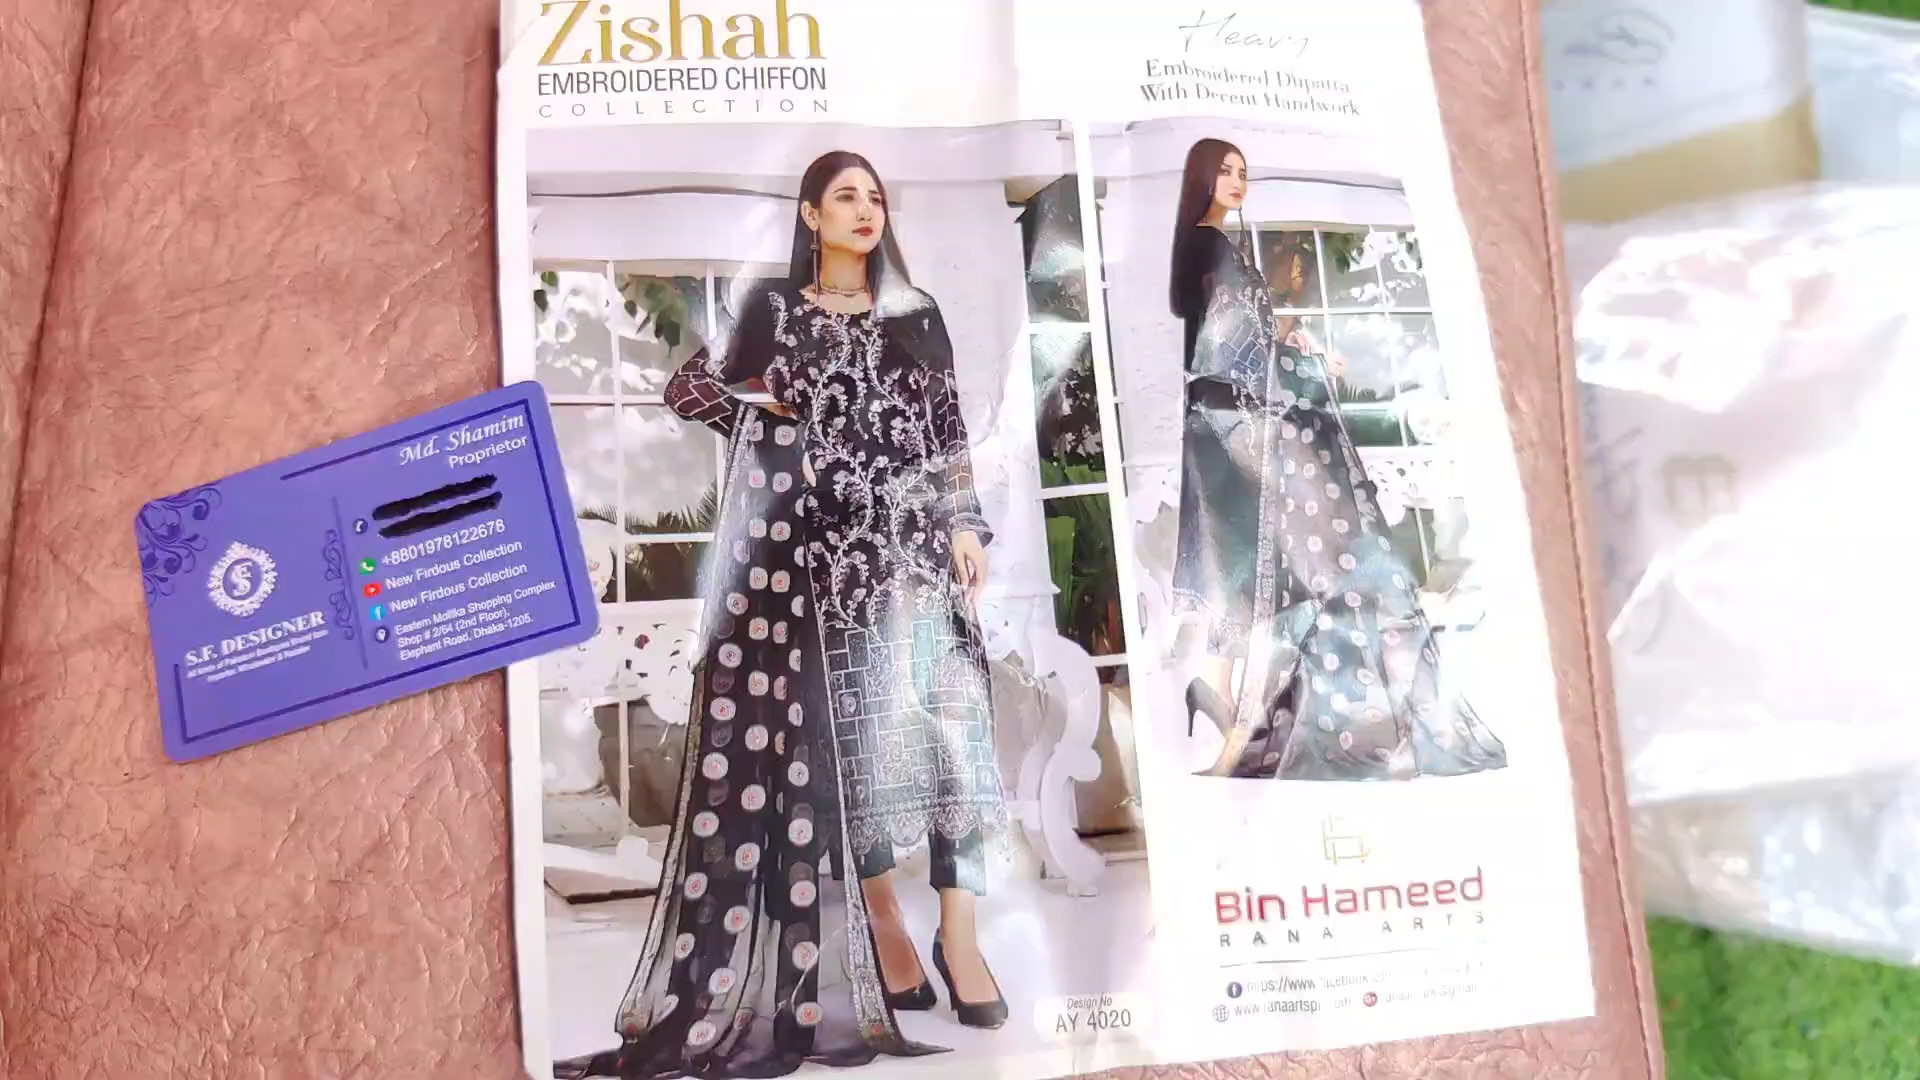 Zishah
EMBROIDERED CHIFFON
COLLECTION
Heavy
Embroidered Dupatta
With Decent Handwork
Md. Shamim
Proprietor
+8801978122678
New Firdous Collection
New Firdous Collection
Eastern Mollika Shopping Complex
Shop # 2/64 (2nd Floor),
Elephant Road, Dhaka-1205.
SF
S.F. DESIGNER
Design No
AY 4020
Bin Hameed
RANA ARTS